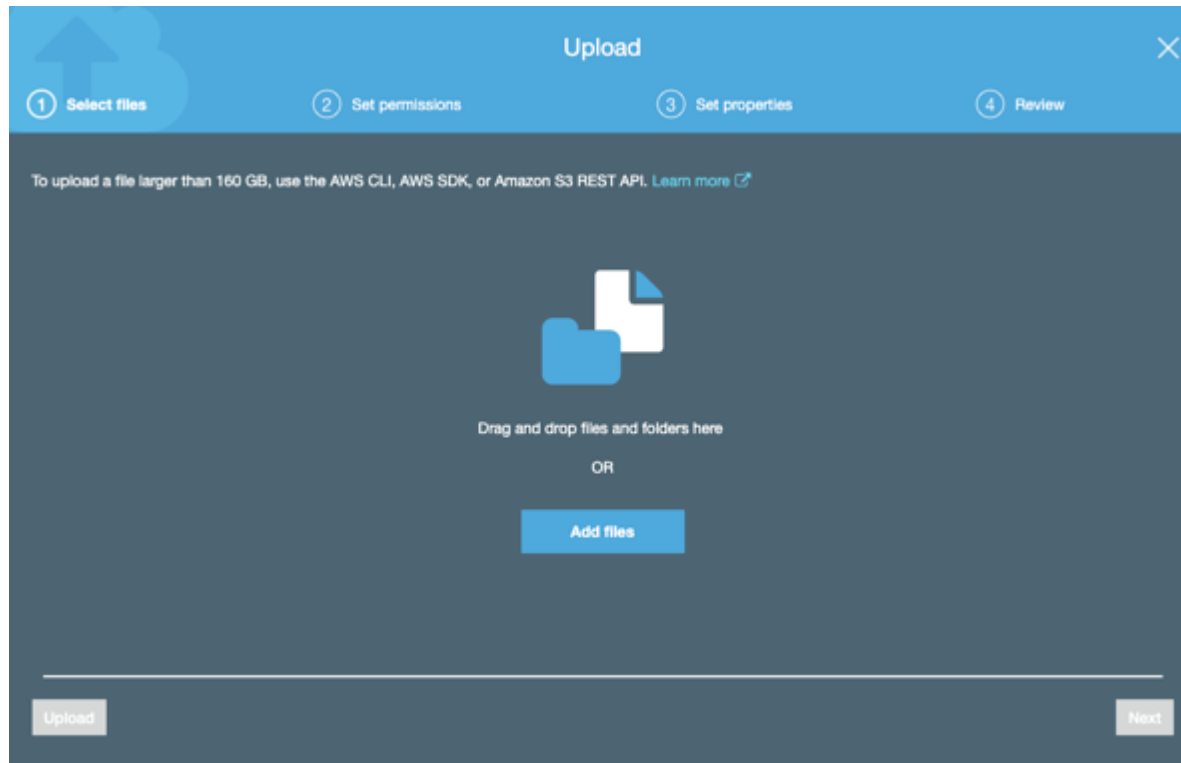 Upload
1 Select files
2 Set permissions
3 Set properties
4 Review
To upload a file larger than 160 GB, use the AWS CLI, AWS SDK, or Amazon S3 REST API. Learn more
Drag and drop files and folders here
OR
Add files
Upload
Next